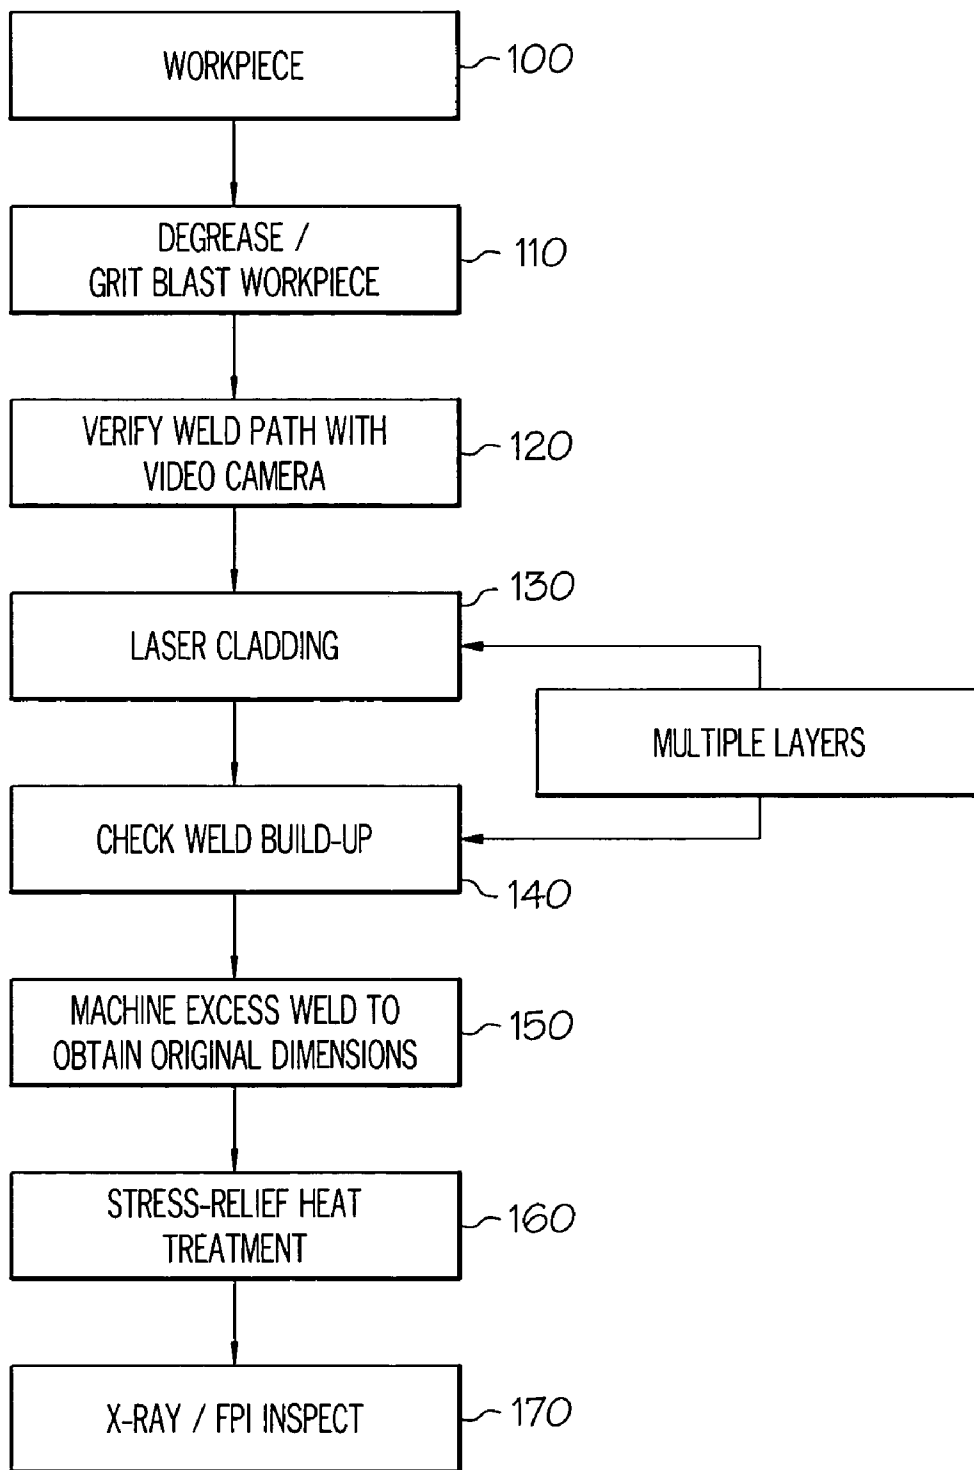 WORKPIECE
100
DEGREASE /
GRIT BLAST WORKPIECE
110
VERIFY WELD PATH WITH
VIDEO CAMERA
120
130
LASER CLADDING
MULTIPLE LAYERS
CHECK WELD BUILD-UP
140
MACHINE EXCESS WELD TO
OBTAIN ORIGINAL DIMENSIONS
150
STRESS-RELIEF HEAT
TREATMENT
160
X-RAY / FPI INSPECT
170